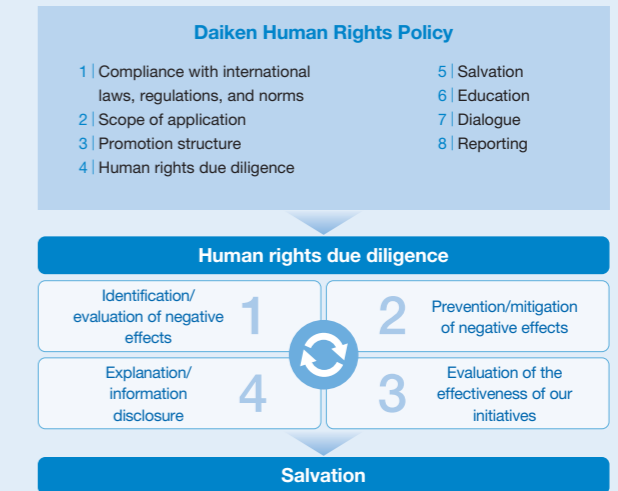 Daiken Human Rights Policy
1 | Compliance with international
laws, regulations, and norms
2 | Scope of application
3 | Promotion structure
4 | Human rights due diligence
5 | Salvation
6 | Education
7 | Dialogue
8 | Reporting
Human rights due diligence
Identification/
evaluation of negative
effects
1
2
Prevention/mitigation
of negative effects
Explanation/
information
disclosure
4
3
Evaluation of the
effectiveness of our
initiatives
Salvation